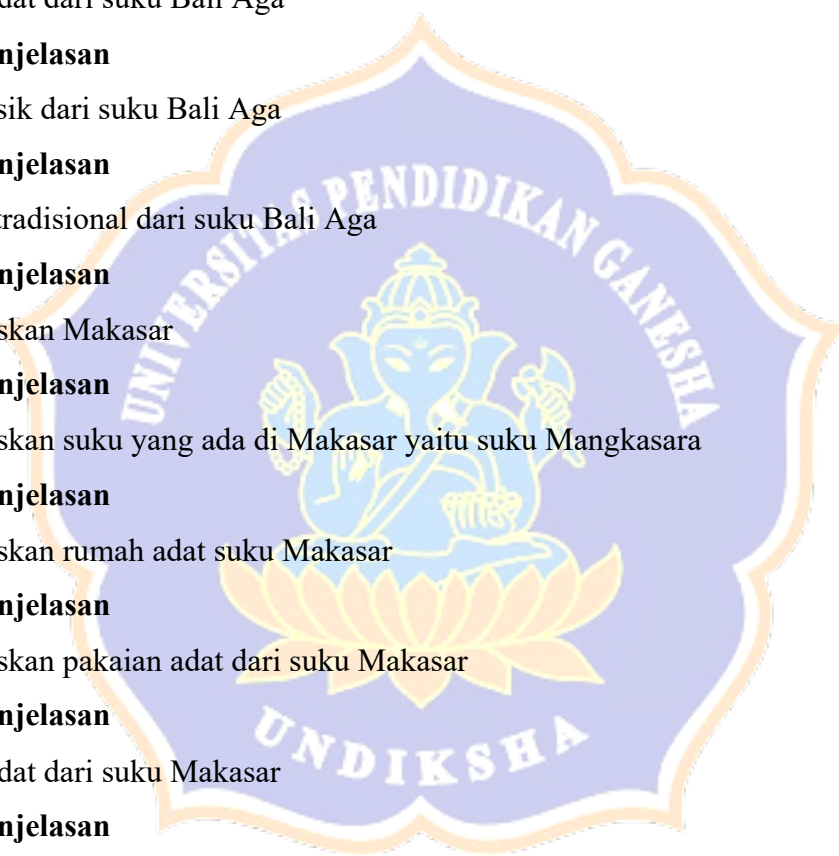 dat dari suku Bali Aga
njelasan
sik dari suku Bali Aga
njelasan
tradisional dari suku Bali Aga
njelasan
skan Makasar
njelasan
skan suku yang ada di Makasar yaitu suku Mangkasara
njelasan
skan rumah adat suku Makasar
njelasan
skan pakaian adat dari suku Makasar
njelasan
dat dari suku Makasar
njelasan
UNIVERSITAS PENDIDIKAN GANESHA
UNDIKSHA